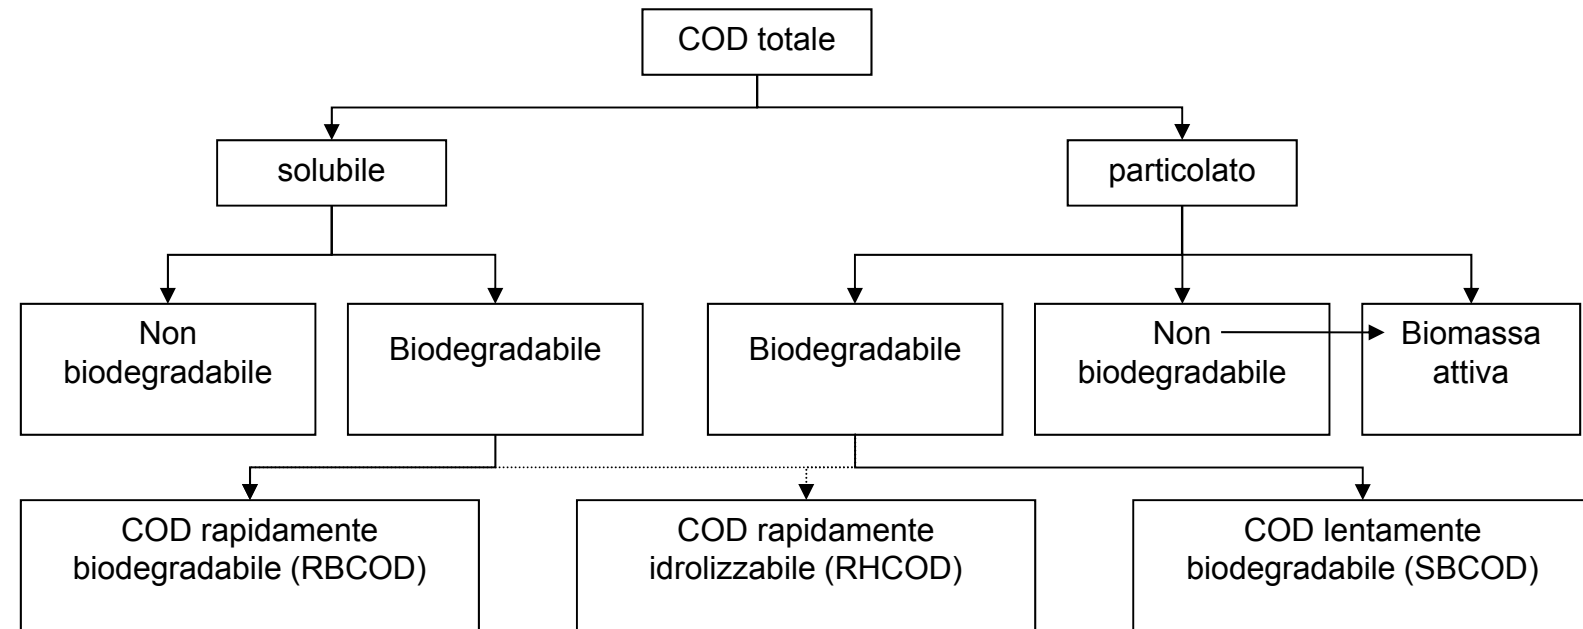 COD totale
solubile
particolato
Non
biodegradabile
Biodegradabile
Biodegradabile
Non
biodegradabile
Biomassa
attiva
COD rapidamente
biodegradabile (RBCOD)
COD rapidamente
idrolizzabile (RHCOD)
COD lentamente
biodegradabile (SBCOD)